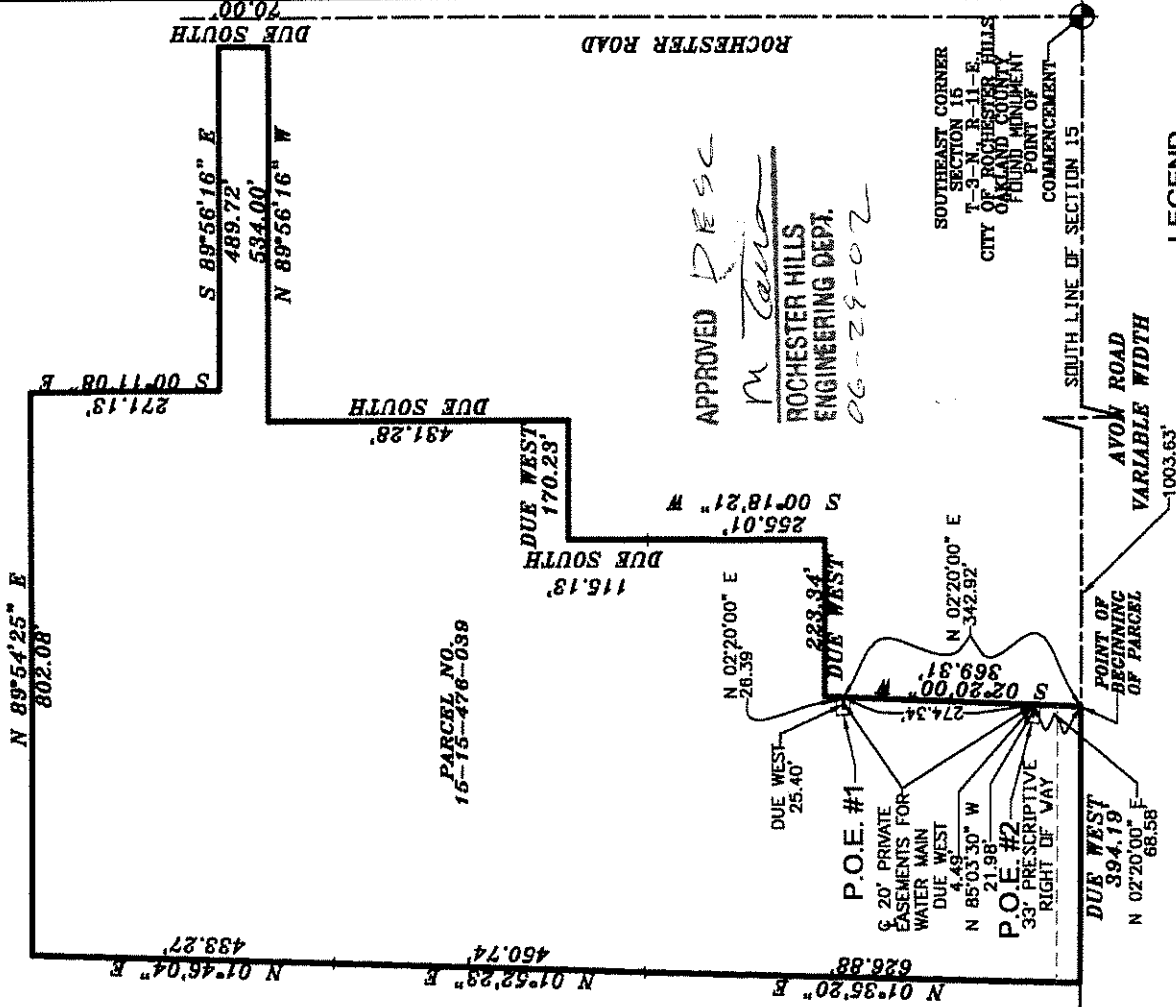 N 89°54'25" E
802.08'
S 00°11'08" E
271.13'
S 89°56'16" E
489.72'
534.00'
N 89°56'16" W
DUE SOUTH
70.00'
ROCHESTER ROAD
431.28'
DUE SOUTH
DUE WEST
170.23'
DUE SOUTH
115.13'
255.01'
S 00°18'21" W
PARCEL NO.
15-15-476-039
N 01°46'04" E
433.27'
N 01°52'23" E
460.74'
N 01°35'20" E
626.88'
APPROVED DESC
ROCHESTER HILLS
ENGINEERING DEPT.
06-29-02
SOUTHEAST CORNER
SECTION 15
T-3-N., R-11-E.,
CITY OF ROCHESTER HILLS
OAKLAND COUNTY
FOUND MONUMENT
POINT OF
COMMENCEMENT
SOUTH LINE OF SECTION 15
AVON ROAD
VARIABLE WIDTH
1003.63'
N 02°20'00" E
26.39'
223.34'
DUE WEST
N 02°20'00" E
342.92'
S 02°20'00" W
369.31'
274.34'
DUE WEST
25.40'
P.O.E. #1
℄ 20' PRIVATE
EASEMENTS FOR
WATER MAIN
DUE WEST
4.49'
N 85°03'30" W
21.98'
P.O.E. #2
33' PRESCRIPTIVE
RIGHT OF WAY
POINT OF
BEGINNING
OF PARCEL
DUE WEST
394.19'
N 02°20'00" E
68.58'
LEGEND